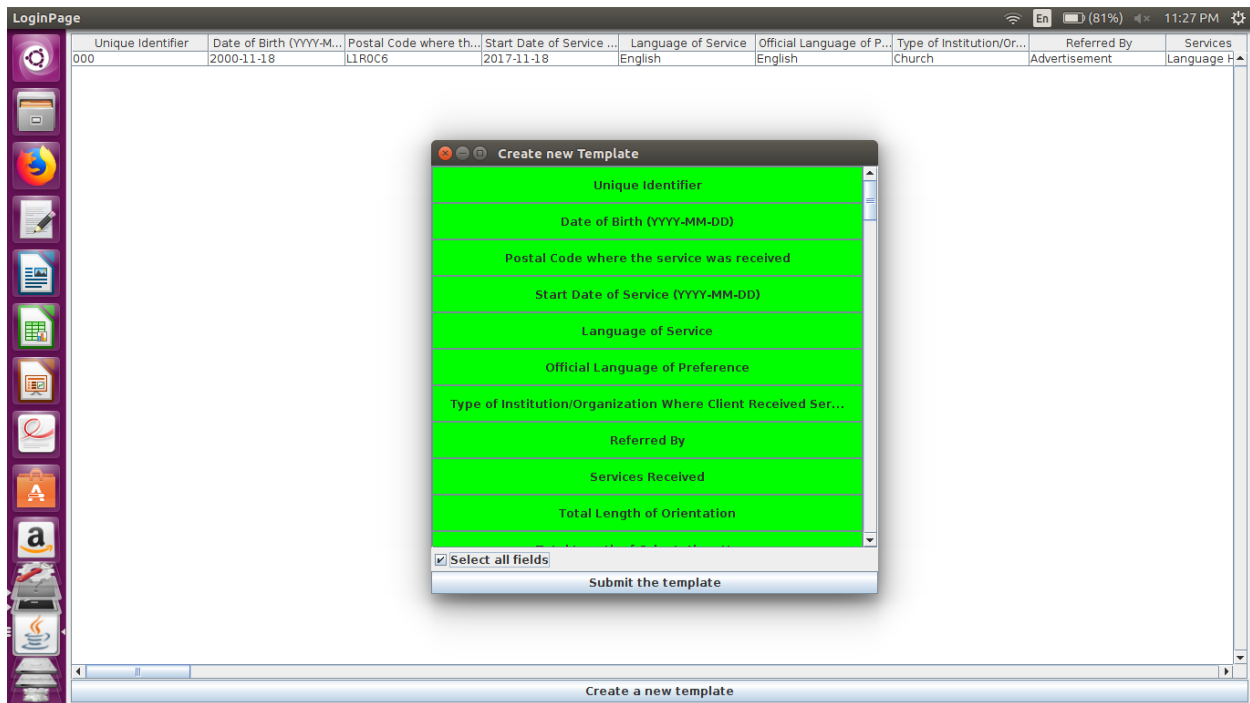 LoginPage
En (81%) 11:27 PM
Unique Identifier Date of Birth (YYYY-M... Postal Code where th... Start Date of Service ... Language of Service Official Language of P... Type of Institution/Or... Referred By Services
000 2000-11-18 L1R0C6 2017-11-18 English English Church Advertisement Language H
Create new Template
Unique Identifier
Date of Birth (YYYY-MM-DD)
Postal Code where the service was received
Start Date of Service (YYYY-MM-DD)
Language of Service
Official Language of Preference
Type of Institution/Organization Where Client Received Ser...
Referred By
Services Received
Total Length of Orientation
Select all fields
Submit the template
Create a new template